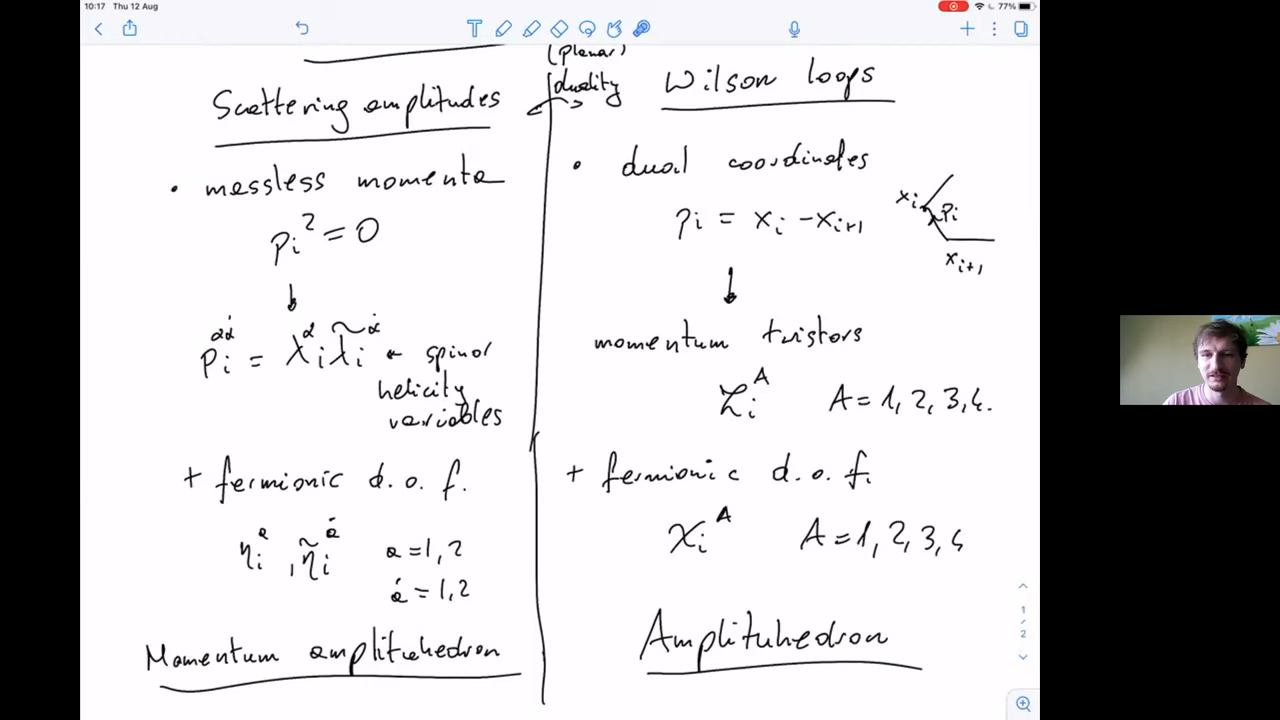 10:17 Thu 12 Aug
77%
(planar)
duality
Scattering amplitudes
• massless momenta
pi² = 0
pi^αα̇ = λi^α λ̃i^α̇ ← spinor
helicity
variables
+ fermionic d.o.f.
ηi^a, η̃i^ȧ a=1,2
ȧ=1,2
Momentum amplituhedron
Wilson loops
• dual coordinates
pi = xi - xi+1
xi
pi
xi+1
momentum twistors
Zi^A A=1,2,3,4.
+ fermionic d.o.f.
χi^A A=1,2,3,4
Amplituhedron
1
/
2